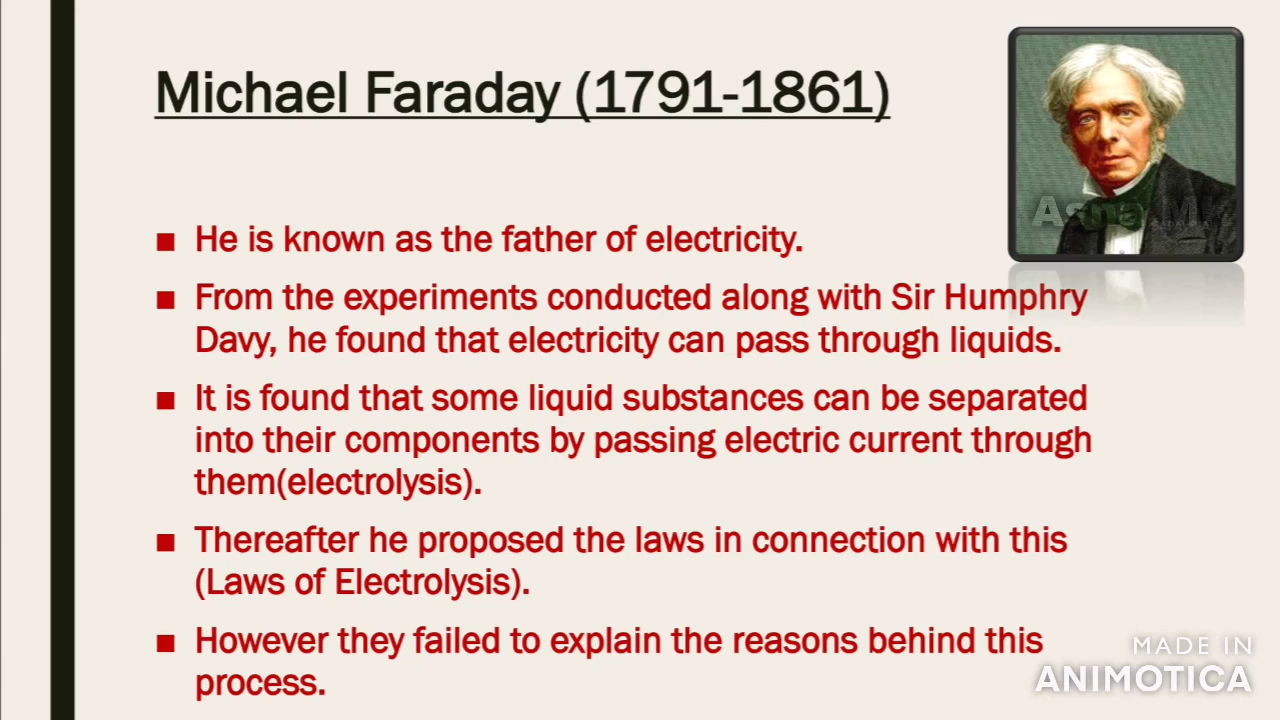 Michael Faraday (1791-1861)
■ He is known as the father of electricity.
■ From the experiments conducted along with Sir Humphry
Davy, he found that electricity can pass through liquids.
■ It is found that some liquid substances can be separated
into their components by passing electric current through
them(electrolysis).
■ Thereafter he proposed the laws in connection with this
(Laws of Electrolysis).
■ However they failed to explain the reasons behind this
process.
MADE IN
ANIMOTICA